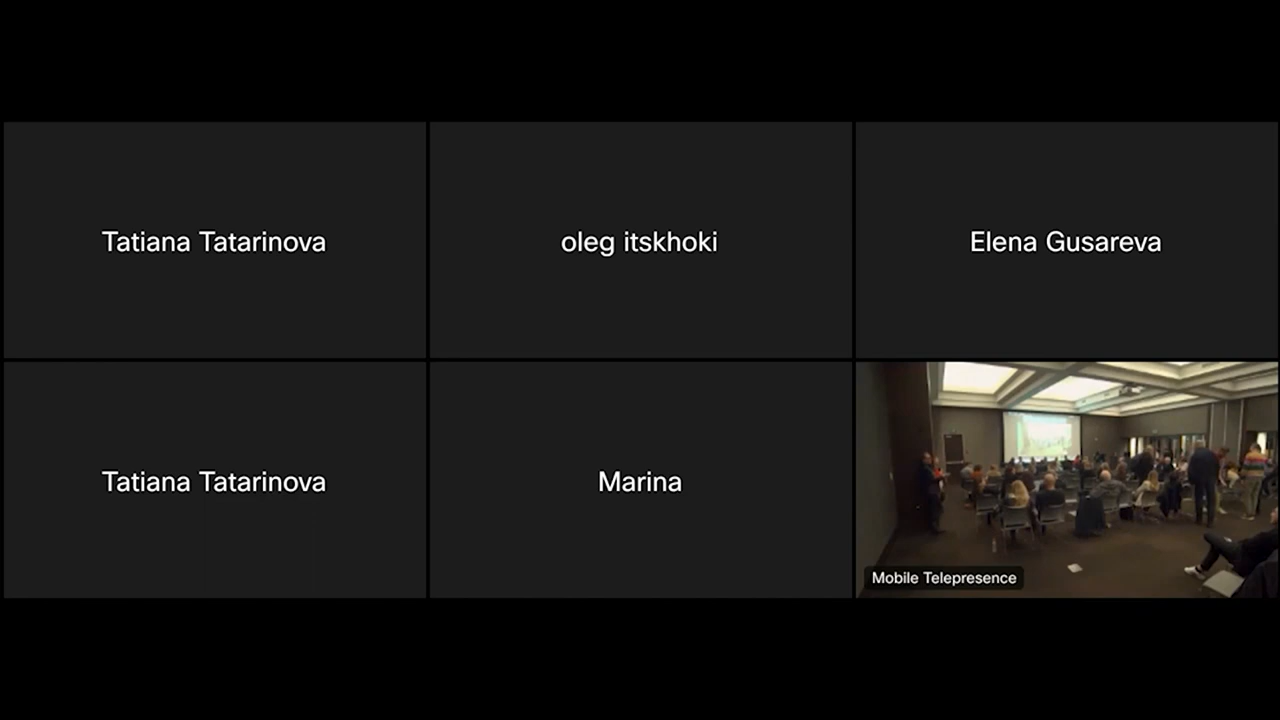 Tatiana Tatarinova
oleg itskhoki
Elena Gusareva
Tatiana Tatarinova
Marina
Mobile Telepresence